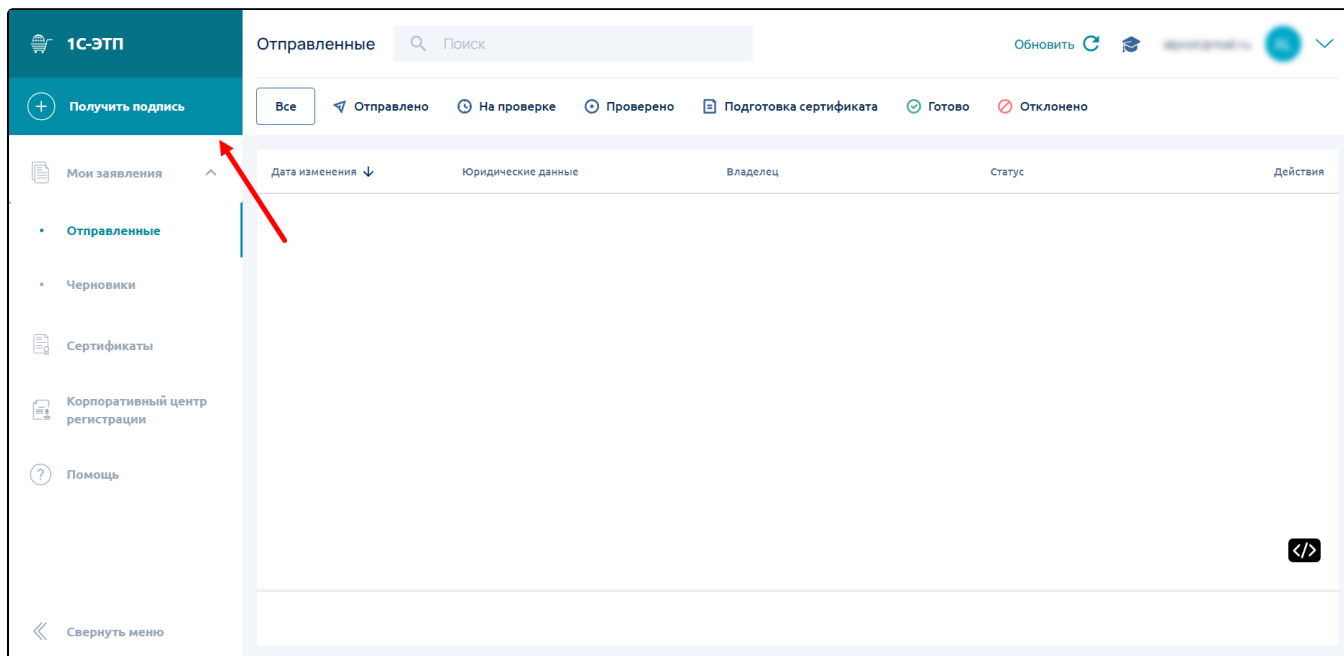 1С-ЭТП
Отправленные
Поиск
Обновить
Получить подпись
Все
Отправлено
На проверке
Проверено
Подготовка сертификата
Готово
Отклонено
Мои заявления
Дата изменения
Юридические данные
Владелец
Статус
Действия
Отправленные
Черновики
Сертификаты
Корпоративный центр
регистрации
?
Помощь
</>
Свернуть меню